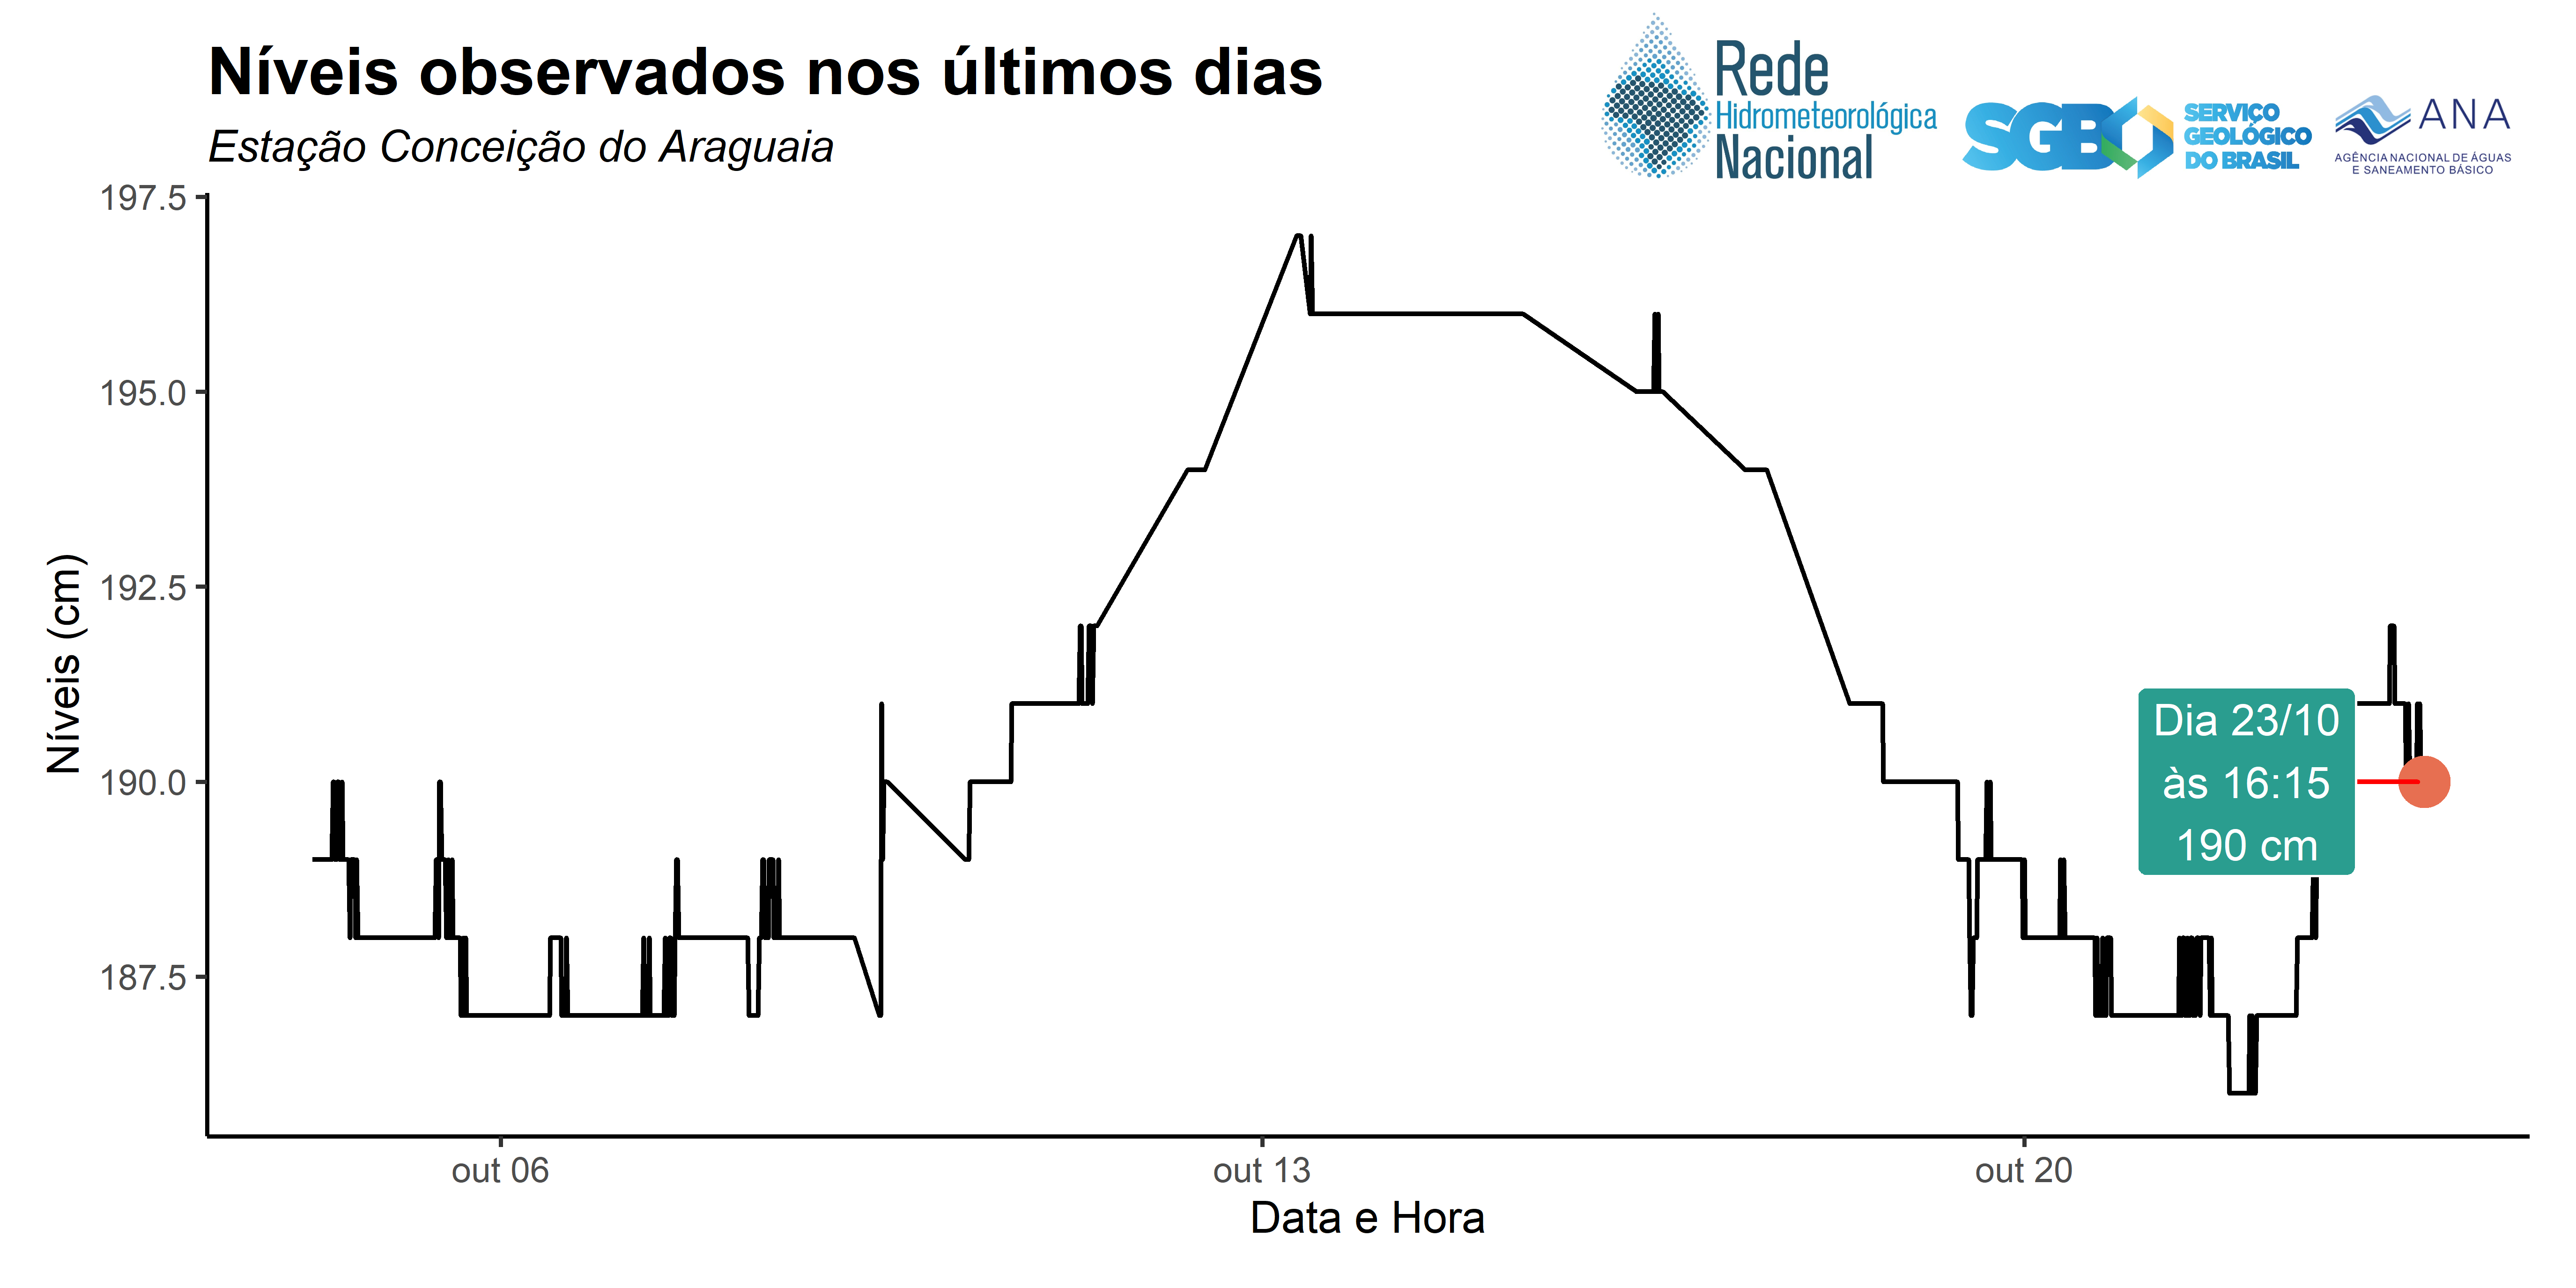 Níveis observados nos últimos dias
Estação Conceição do Araguaia
Rede
Hidrometeorológica
Nacional
SGB
SERVIÇO
GEOLÓGICO
DO BRASIL
ANA
AGÊNCIA NACIONAL DE ÁGUAS
E SANEAMENTO BÁSICO
Níveis (cm)
197.5
195.0
192.5
190.0
187.5
Dia 23/10
às 16:15
190 cm
out 06
out 13
out 20
Data e Hora